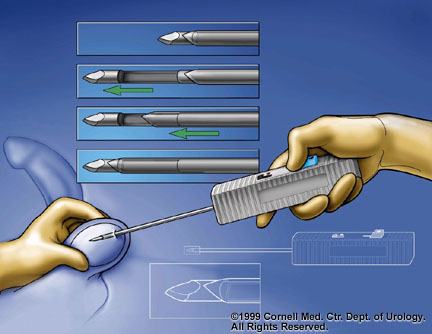 ©1999 Cornell Med. Ctr. Dept. of Urology.
All Rights Reserved.